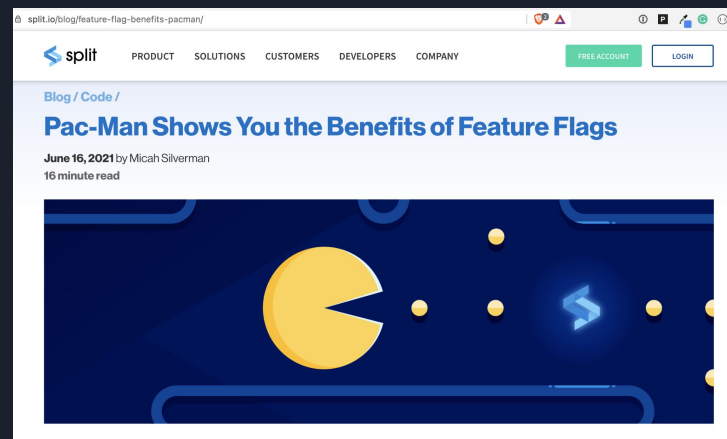 split.io/blog/feature-flag-benefits-pacman/
split PRODUCT SOLUTIONS CUSTOMERS DEVELOPERS COMPANY FREE ACCOUNT LOGIN
Blog / Code /
Pac-Man Shows You the Benefits of Feature Flags
June 16, 2021 by Micah Silverman
16 minute read